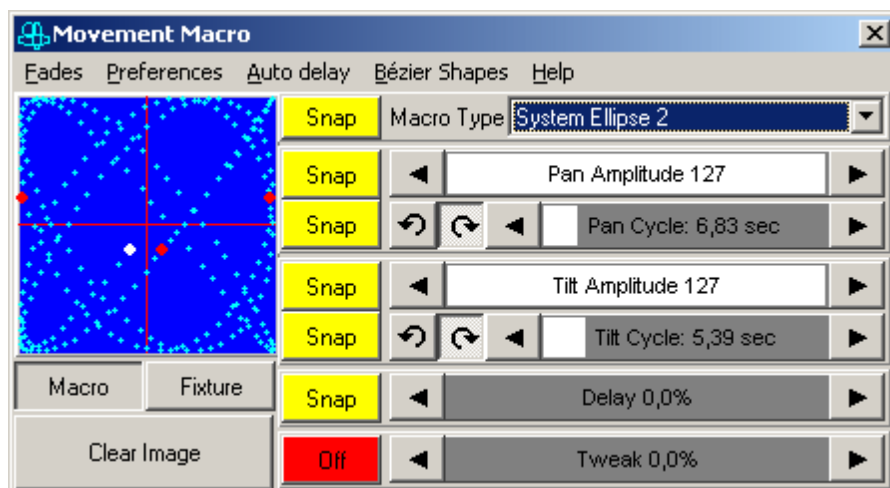 Movement Macro
Fades Preferences Auto delay Bézier Shapes Help
Snap Macro Type System Ellipse 2
Snap Pan Amplitude 127
Snap Pan Cycle: 6,83 sec
Snap Tilt Amplitude 127
Snap Tilt Cycle: 5,39 sec
Macro Fixture Snap Delay 0,0%
Clear Image Off Tweak 0,0%